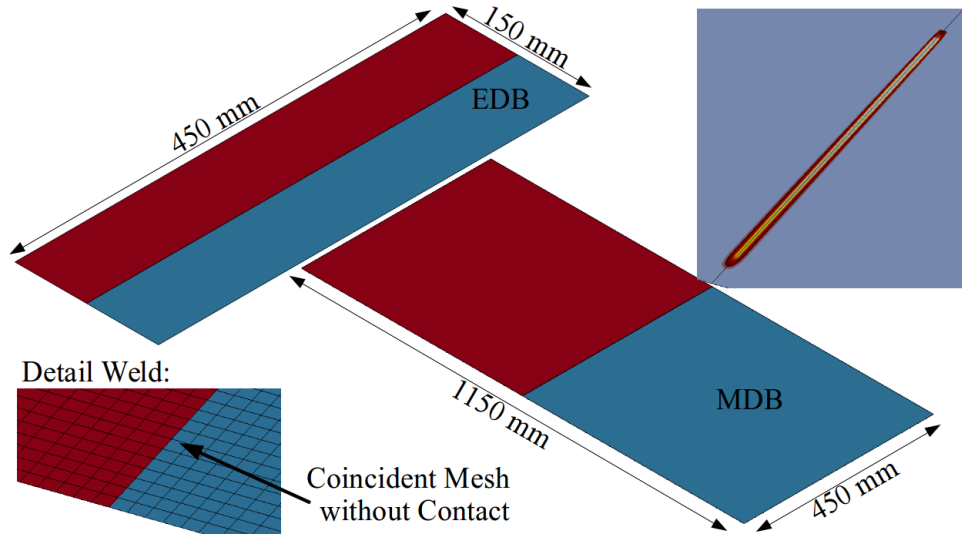 450 mm
150 mm
EDB
1150 mm
MDB
450 mm
Detail Weld:
Coincident Mesh
without Contact